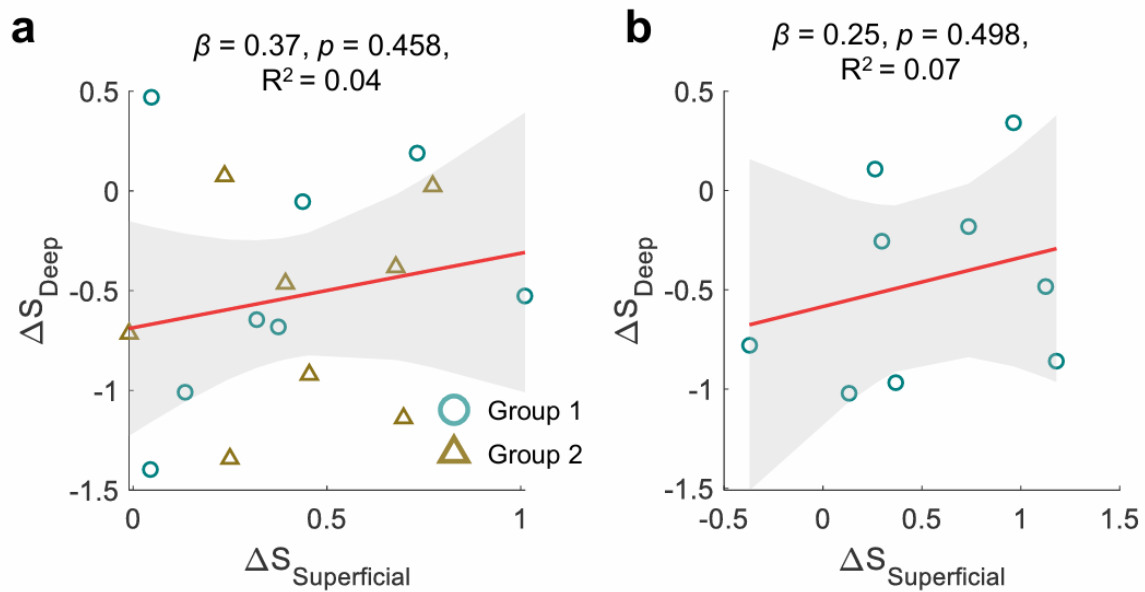 a
β = 0.37, p = 0.458,
R² = 0.04
0.5
0
-0.5
-1
-1.5
ΔS_Deep
0
0.5
1
ΔS_Superficial
Group 1
Group 2
b
β = 0.25, p = 0.498,
R² = 0.07
0.5
0
-0.5
-1
-1.5
ΔS_Deep
-0.5
0
0.5
1
1.5
ΔS_Superficial